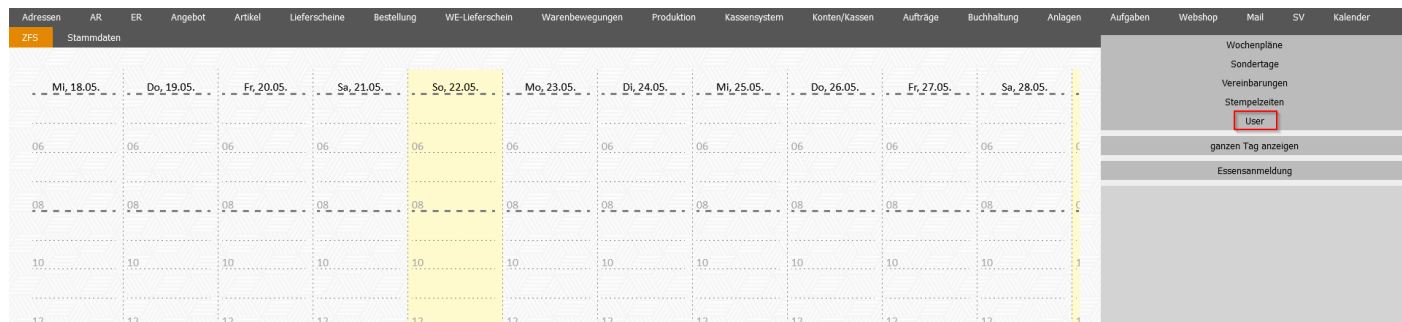 Adressen AR ER Angebot Artikel Lieferscheine Bestellung WE-Lieferschein Warenbewegungen Produktion Kassensystem Konten/Kassen Aufträge Buchhaltung Anlagen Aufgaben Webshop Mail SV Kalender
ZFS Stammdaten
Wochenpläne
Sondertage
Vereinbarungen
Stempelzeiten
User
ganzen Tag anzeigen
Essensanmeldung
Mi, 18.05. Do, 19.05. Fr, 20.05. Sa, 21.05. So, 22.05. Mo, 23.05. Di, 24.05. Mi, 25.05. Do, 26.05. Fr, 27.05. Sa, 28.05.
06 06 06 06 06 06 06 06 06 06 06
08 08 08 08 08 08 08 08 08 08 08
10 10 10 10 10 10 10 10 10 10 10